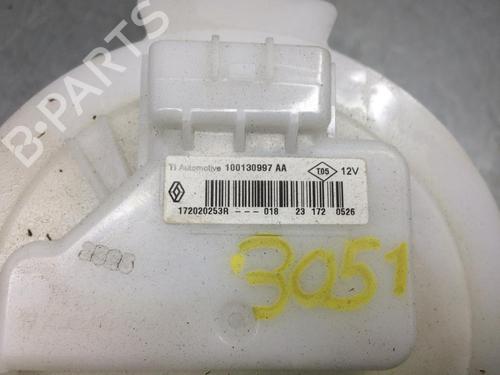 B-PARTS
TI Automotive 100130997 AA T05 12V
172020253R --- 018 23 172 0526
3051